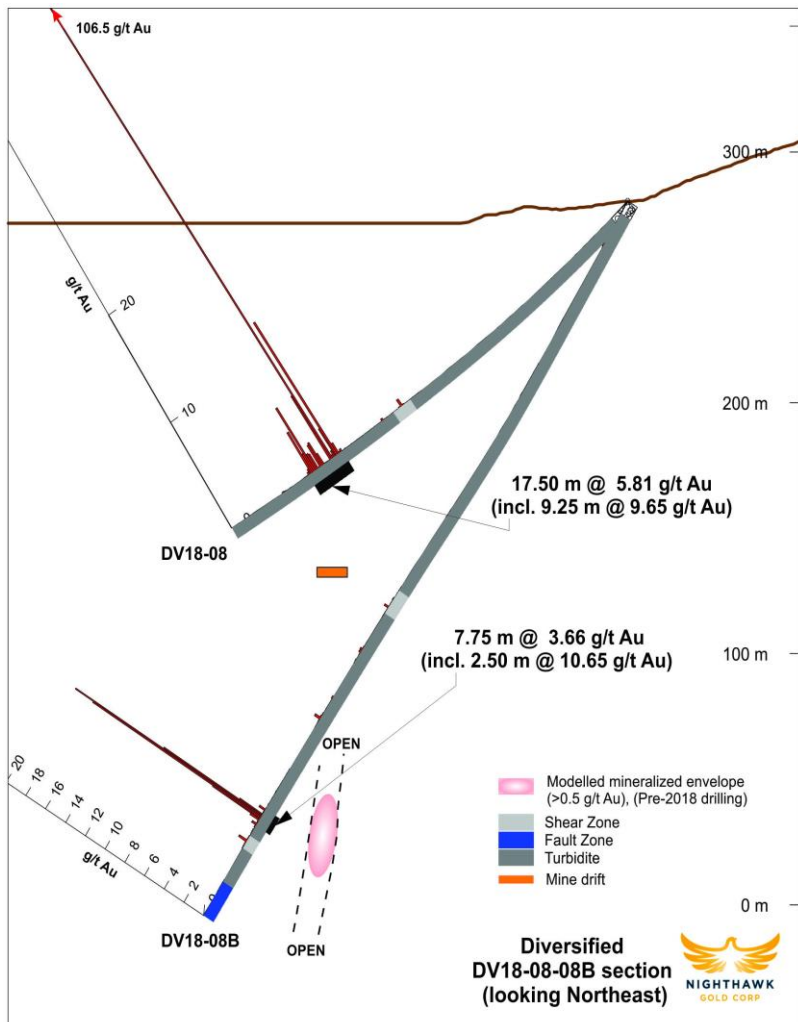 106.5 g/t Au
300 m
g/t Au
20
10
0
200 m
17.50 m @ 5.81 g/t Au
(incl. 9.25 m @ 9.65 g/t Au)
DV18-08
7.75 m @ 3.66 g/t Au
(incl. 2.50 m @ 10.65 g/t Au)
100 m
OPEN
20
18
16
14
12
10
8
6
4
2
0
g/t Au
Modelled mineralized envelope
(>0.5 g/t Au), (Pre-2018 drilling)
Shear Zone
Fault Zone
Turbidite
Mine drift
0 m
DV18-08B
OPEN
Diversified
DV18-08-08B section
(looking Northeast)
NIGHTHAWK
GOLD CORP